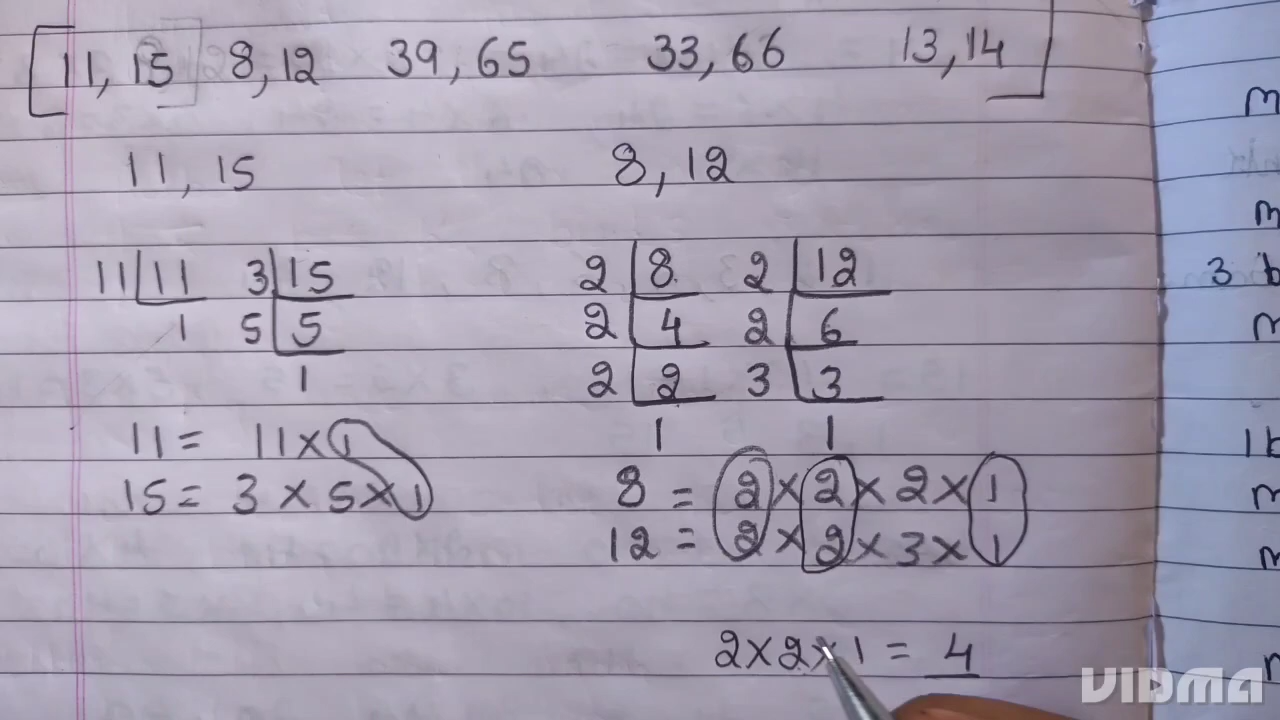 [11, 15 8, 12 39, 65 33, 66 13, 14]
11, 15 8, 12
11 11 3 15 2 8 2 12
1 5 5 2 4 2 6
1 2 2 3 3
1 1
11 = 11 × 1
15 = 3 × 5 × 1
8 = 2 × 2 × 2 × 1
12 = 2 × 2 × 3 × 1
2 × 2 × 1 = 4
m
m
3 b
m
1 b
m
m
VIDMA